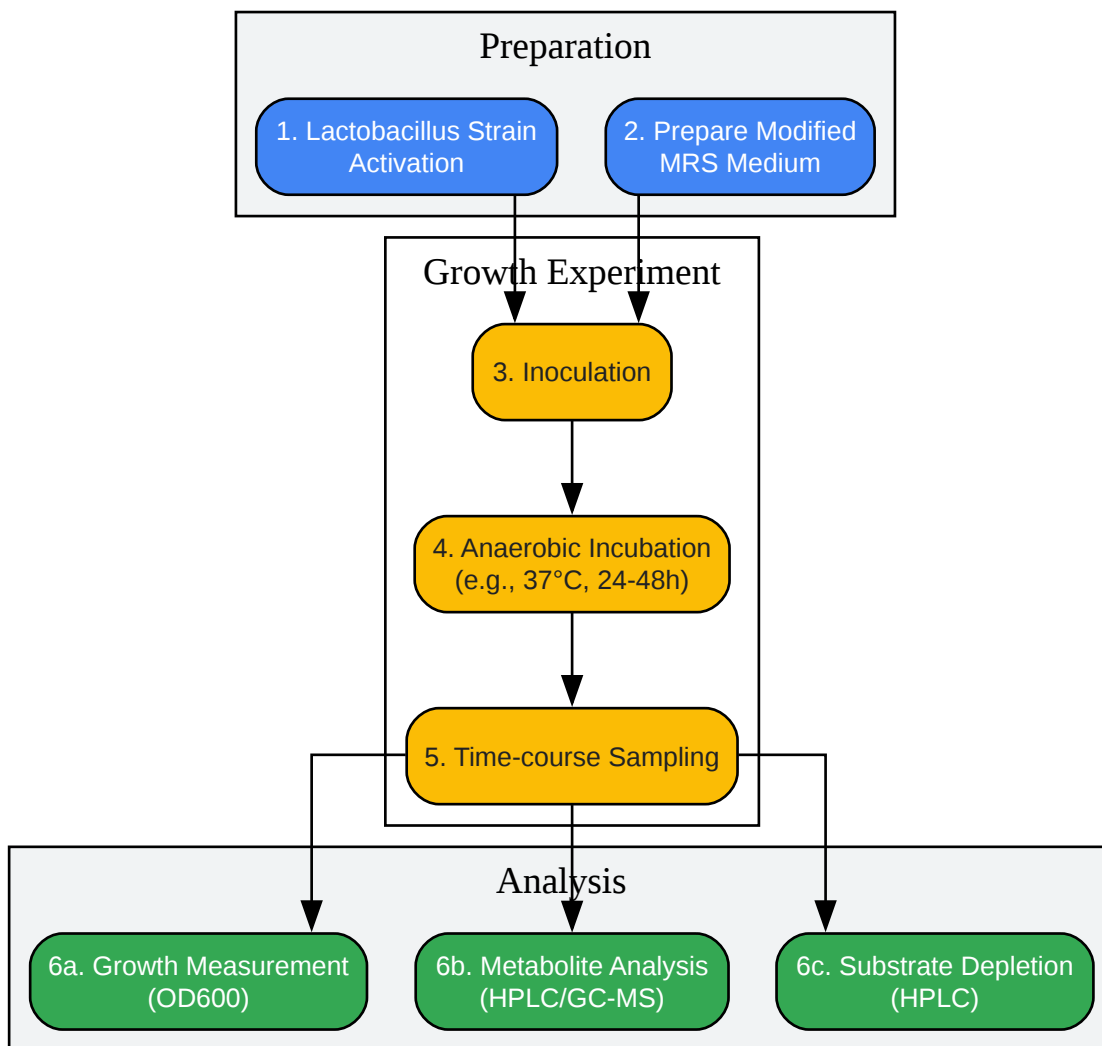 Preparation
1. Lactobacillus Strain
Activation
2. Prepare Modified
MRS Medium
Growth Experiment
3. Inoculation
4. Anaerobic Incubation
(e.g., 37°C, 24-48h)
5. Time-course Sampling
Analysis
6a. Growth Measurement
(OD600)
6b. Metabolite Analysis
(HPLC/GC-MS)
6c. Substrate Depletion
(HPLC)